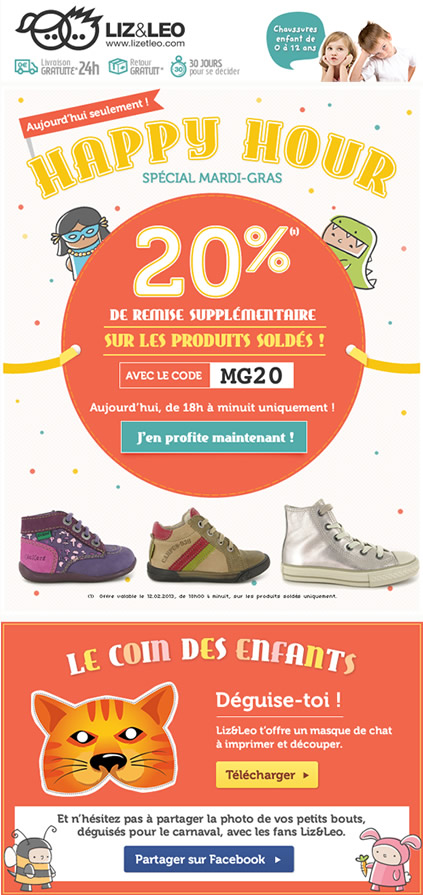 LIZ&LEO
www.lizetleo.com
Chaussures
enfant de
0 à 12 ans
Livraison
GRATUITE* 24h
Retour
GRATUIT*
30 JOURS
pour se décider
Aujourd'hui seulement !
HAPPY HOUR
SPÉCIAL MARDI-GRAS
20%(1)
DE REMISE SUPPLÉMENTAIRE
SUR LES PRODUITS SOLDÉS !
AVEC LE CODE MG20
Aujourd'hui, de 18h à minuit uniquement !
J'en profite maintenant !
(1) Offre valable le 12.02.2013, de 18h00 à minuit, sur les produits soldés uniquement.
LE COIN DES ENFANTS
Déguise-toi !
Liz&Leo t'offre un masque de chat
à imprimer et découper.
Télécharger
Et n'hésitez pas à partager la photo de vos petits bouts,
déguisés pour le carnaval, avec les fans Liz&Leo.
Partager sur Facebook